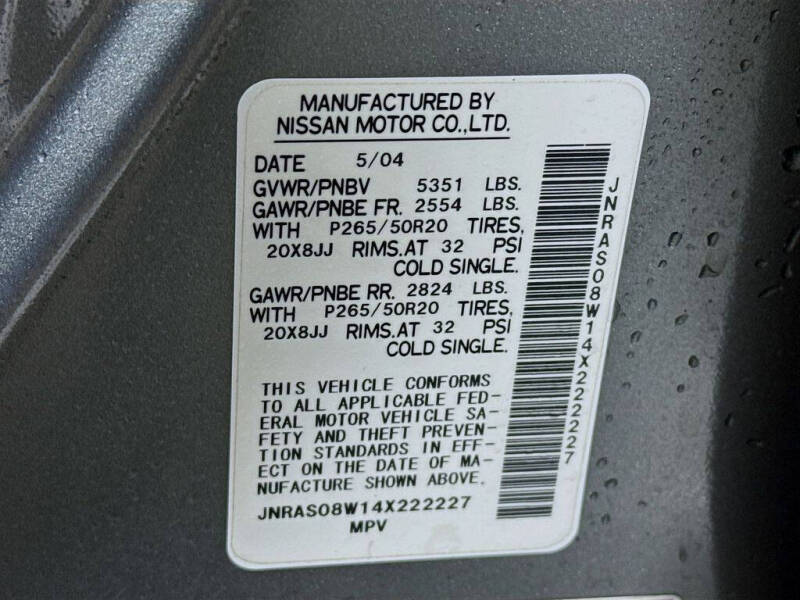 MANUFACTURED BY
NISSAN MOTOR CO.,LTD.
DATE 5/04
GVWR/PNBV 5351 LBS.
GAWR/PNBE FR. 2554 LBS.
WITH P265/50R20 TIRES,
20X8JJ RIMS.AT 32 PSI
COLD SINGLE.
GAWR/PNBE RR. 2824 LBS.
WITH P265/50R20 TIRES,
20X8JJ RIMS.AT 32 PSI
COLD SINGLE.
THIS VEHICLE CONFORMS
TO ALL APPLICABLE FED-
ERAL MOTOR VEHICLE SA-
FETY AND THEFT PREVEN-
TION STANDARDS IN EFF-
ECT ON THE DATE OF MA-
NUFACTURE SHOWN ABOVE.
JNRAS08W14X222227
MPV
JNRAS08W14X222227